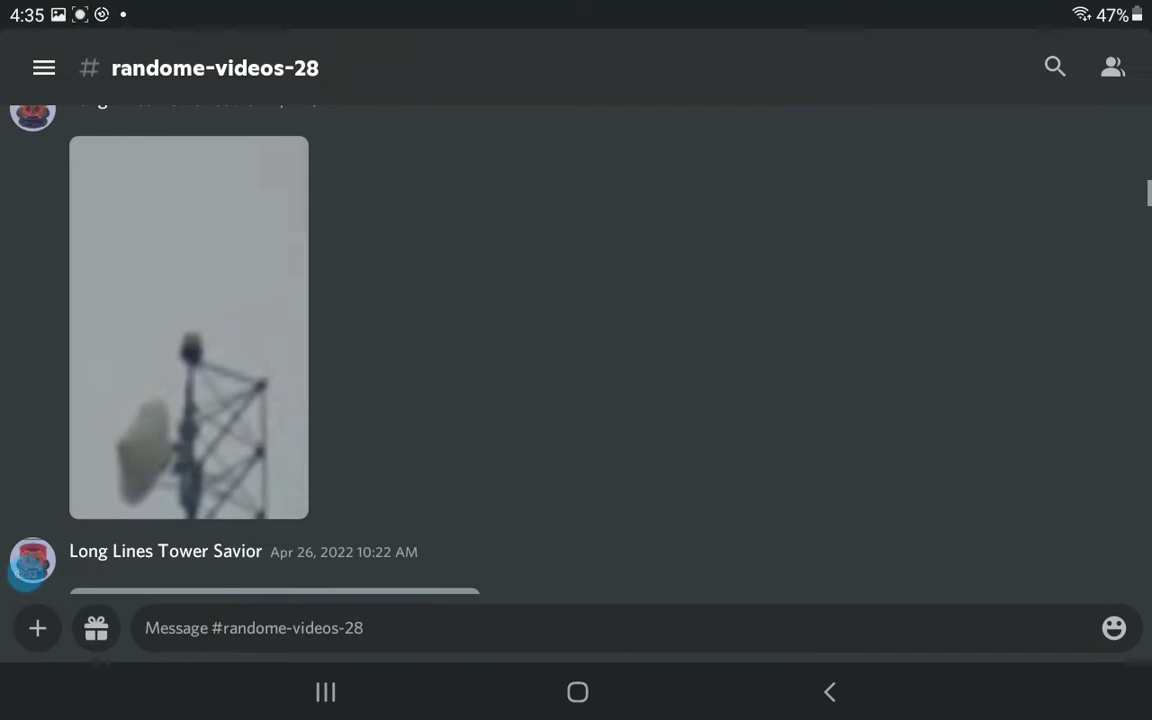 4:35
47%
# randome-videos-28
Long Lines Tower Savior Apr 26, 2022 10:22 AM
Message #randome-videos-28